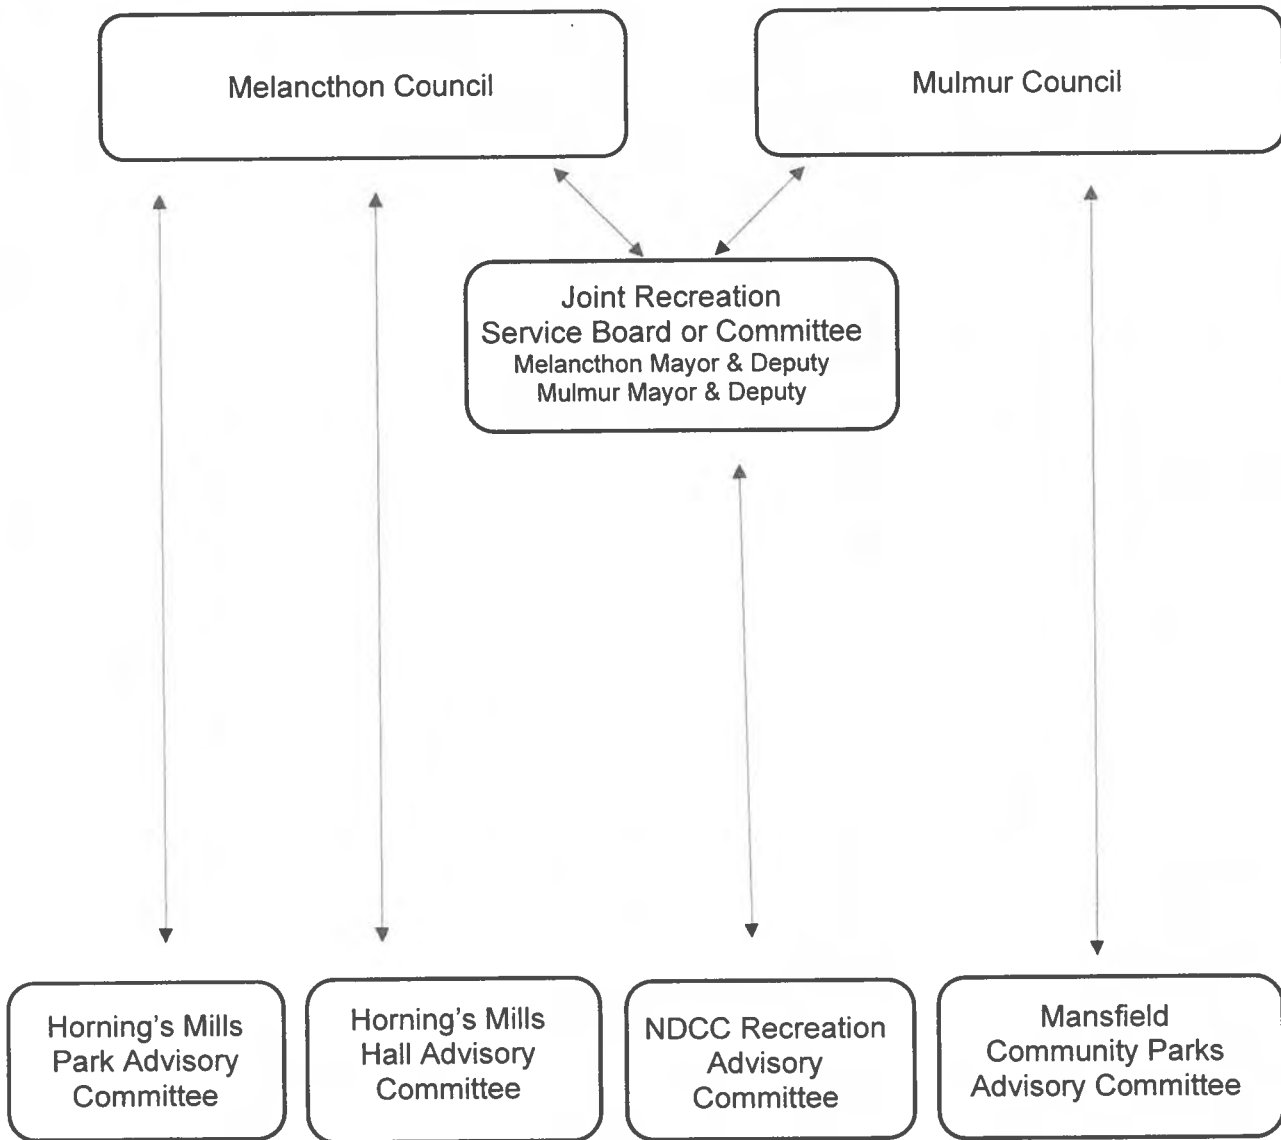 Melancthon Council
Mulmur Council
Joint Recreation
Service Board or Committee
Melancthon Mayor & Deputy
Mulmur Mayor & Deputy
Horning’s Mills
Park Advisory
Committee
Horning’s Mills
Hall Advisory
Committee
NDCC Recreation
Advisory
Committee
Mansfield
Community Parks
Advisory Committee